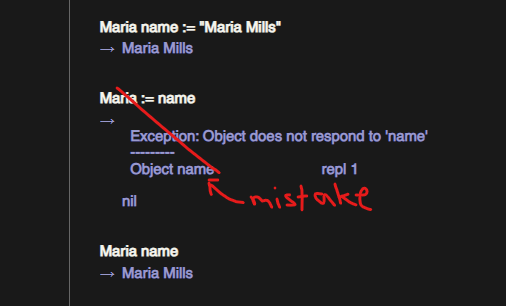 Maria name := "Maria Mills"
→ Maria Mills
Maria := name
→
Exception: Object does not respond to 'name'
---------
Object name repl 1
mistake
nil
Maria name
→ Maria Mills